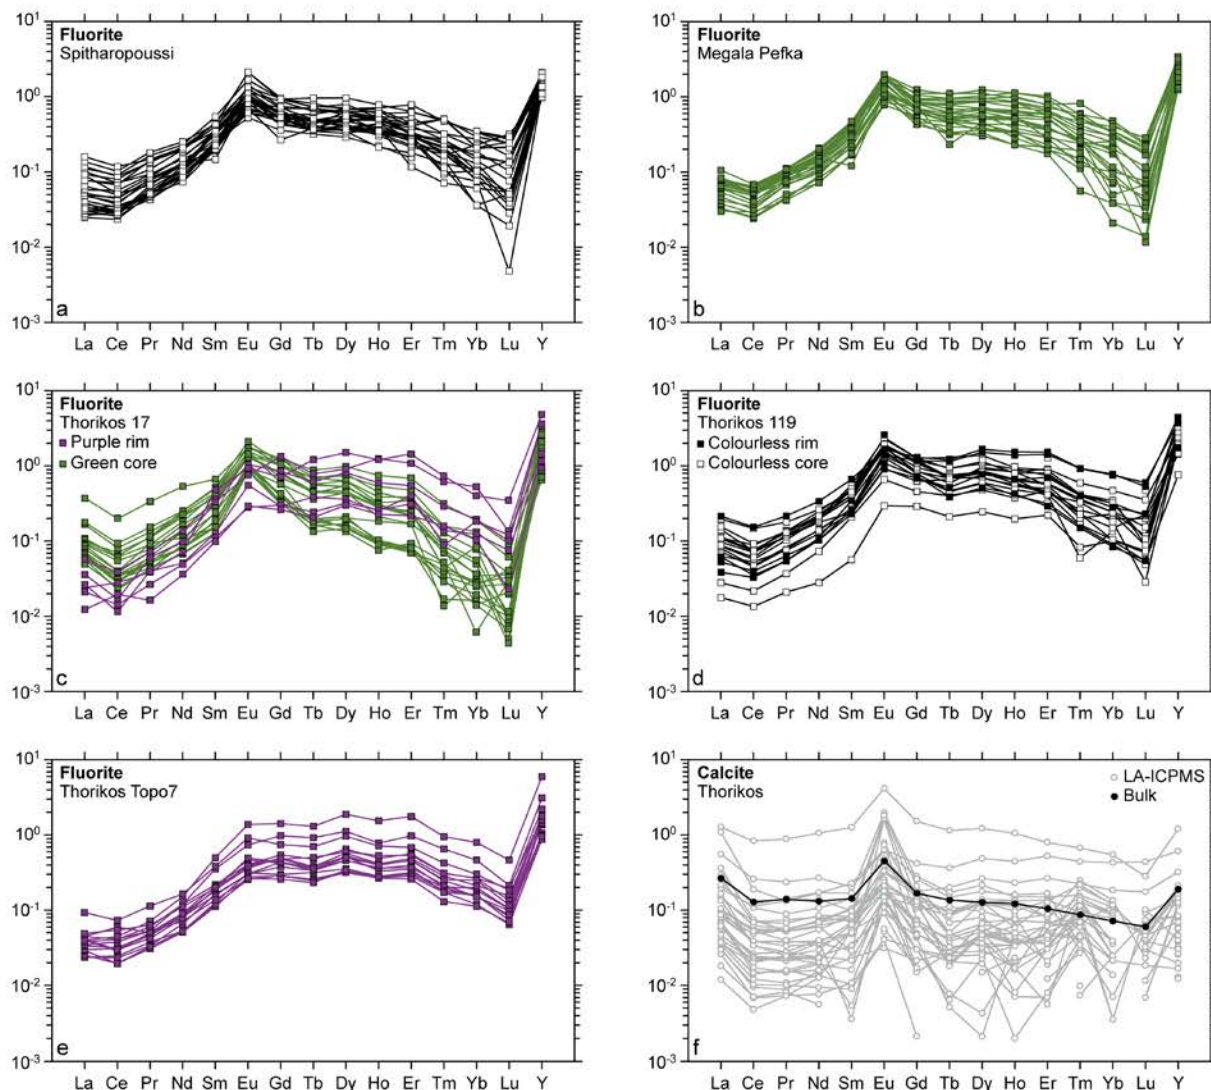 10¹
Fluorite
Spitharopoussi
10⁰
10⁻¹
10⁻²
a
10⁻³
La Ce Pr Nd Sm Eu Gd Tb Dy Ho Er Tm Yb Lu Y
10¹
Fluorite
Megala Pefka
10⁰
10⁻¹
10⁻²
b
10⁻³
La Ce Pr Nd Sm Eu Gd Tb Dy Ho Er Tm Yb Lu Y
10¹
Fluorite
Thorikos 17
Purple rim
Green core
10⁰
10⁻¹
10⁻²
c
10⁻³
La Ce Pr Nd Sm Eu Gd Tb Dy Ho Er Tm Yb Lu Y
10¹
Fluorite
Thorikos 119
Colourless rim
Colourless core
10⁰
10⁻¹
10⁻²
d
10⁻³
La Ce Pr Nd Sm Eu Gd Tb Dy Ho Er Tm Yb Lu Y
10¹
Fluorite
Thorikos Topo7
10⁰
10⁻¹
10⁻²
e
10⁻³
La Ce Pr Nd Sm Eu Gd Tb Dy Ho Er Tm Yb Lu Y
10¹
Calcite
Thorikos
LA-ICPMS
Bulk
10⁰
10⁻¹
10⁻²
f
10⁻³
La Ce Pr Nd Sm Eu Gd Tb Dy Ho Er Tm Yb Lu Y